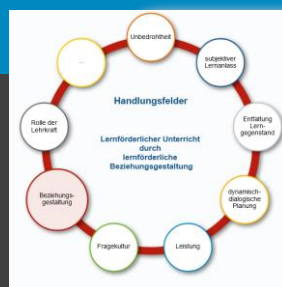 Unbedrohtheit
subjektiver
Lernanlass
Entfaltung
Lern-
gegenstand
dynamisch-
dialogische
Planung
Leistung
Fragekultur
Beziehungs-
gestaltung
Rolle der
Lehrkraft
...
Handlungsfelder
Lernförderlicher Unterricht
durch
lernförderliche
Beziehungsgestaltung